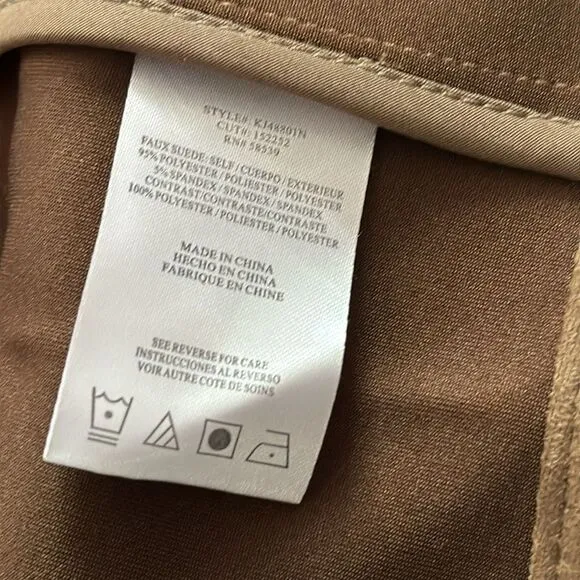 STYLE#: KJ48801N
CUT#: 152252
RN# 58539
FAUX SUEDE: SELF / CUERPO / EXTERIEUR
95% POLYESTER / POLIESTER / POLYESTER
5% SPANDEX / SPANDEX / SPANDEX
CONTRAST/CONTRASTE/CONTRASTE
100% POLYESTER / POLIESTER / POLYESTER
MADE IN CHINA
HECHO EN CHINA
FABRIQUE EN CHINE
SEE REVERSE FOR CARE
INSTRUCCIONES AL REVERSO
VOIR AUTRE COTE DE SOINS